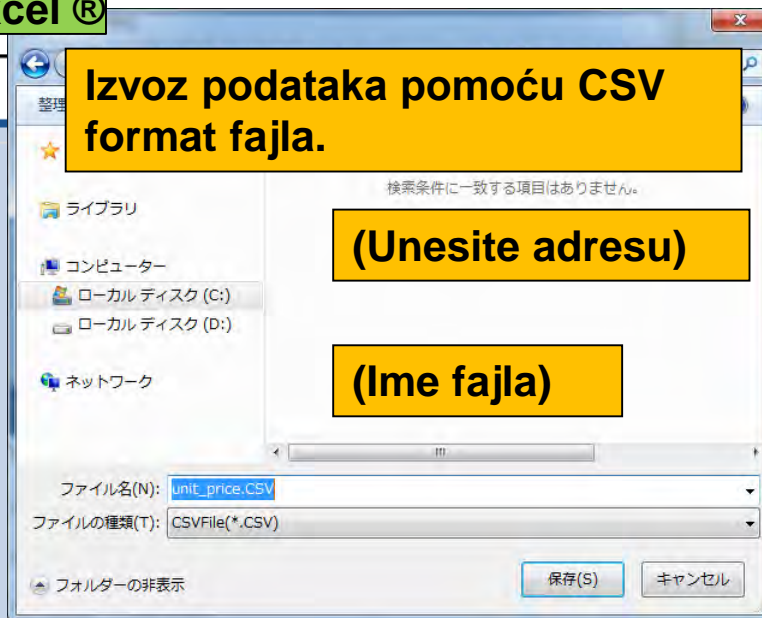 cel ®
Izvoz podataka pomoću CSV
format fajla.
整理
検索条件に一致する項目はありません。
ライブラリ
(Unesite adresu)
コンピューター
ローカル ディスク (C:)
ローカル ディスク (D:)
(Ime fajla)
ネットワーク
ファイル名(N): unit_price.CSV
ファイルの種類(T): CSVFile(*.CSV)
フォルダーの非表示
保存(S)
キャンセル